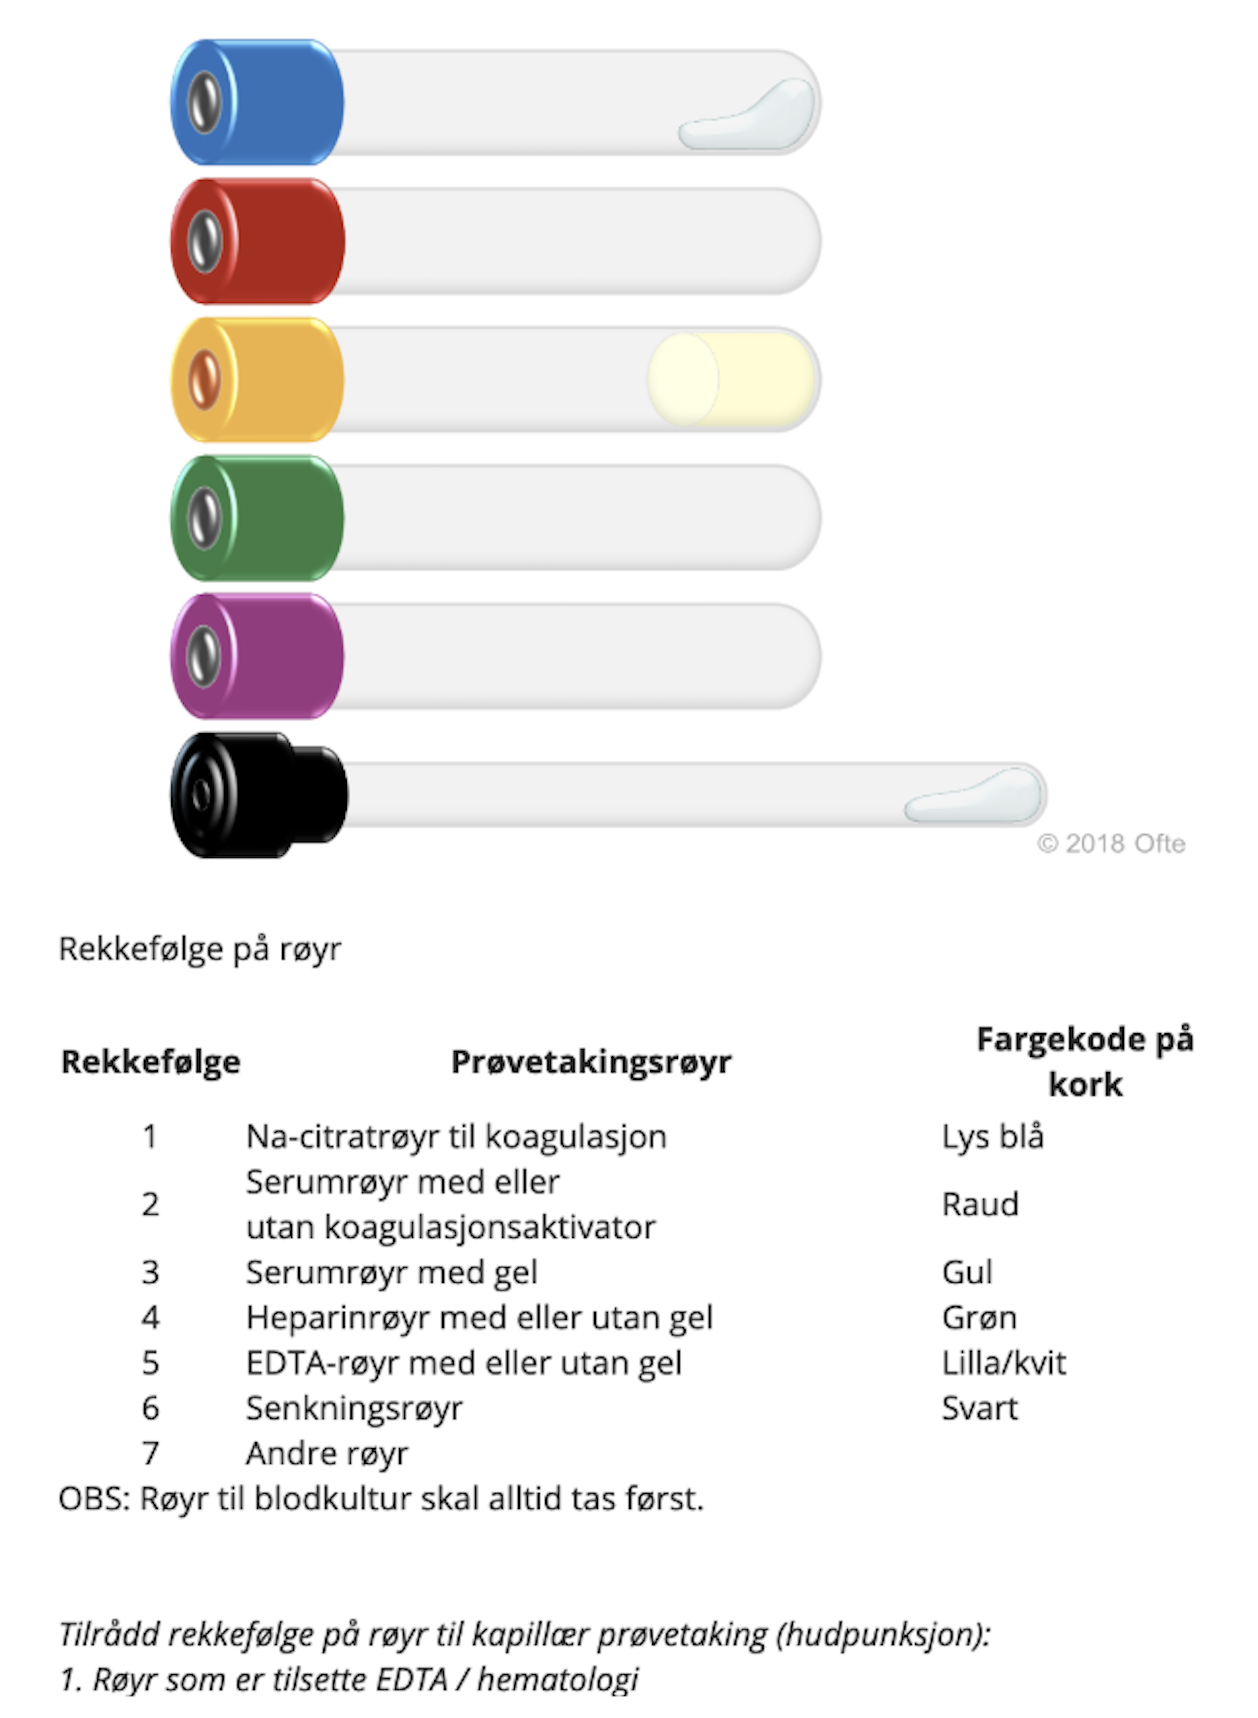 © 2018 Ofte
Rekkefølge på røyr
Rekkefølge Prøvetakingsrøyr Fargekode på kork
1 Na-citratrøyr til koagulasjon Lys blå
2 Serumrøyr med eller utan koagulasjonsaktivator Raud
3 Serumrøyr med gel Gul
4 Heparinrøyr med eller utan gel Grøn
5 EDTA-røyr med eller utan gel Lilla/kvit
6 Senkningsrøyr Svart
7 Andre røyr
OBS: Røyr til blodkultur skal alltid tas først.
Tilrådd rekkefølge på røyr til kapillær prøvetaking (hudpunksjon):
1. Røyr som er tilsette EDTA / hematologi